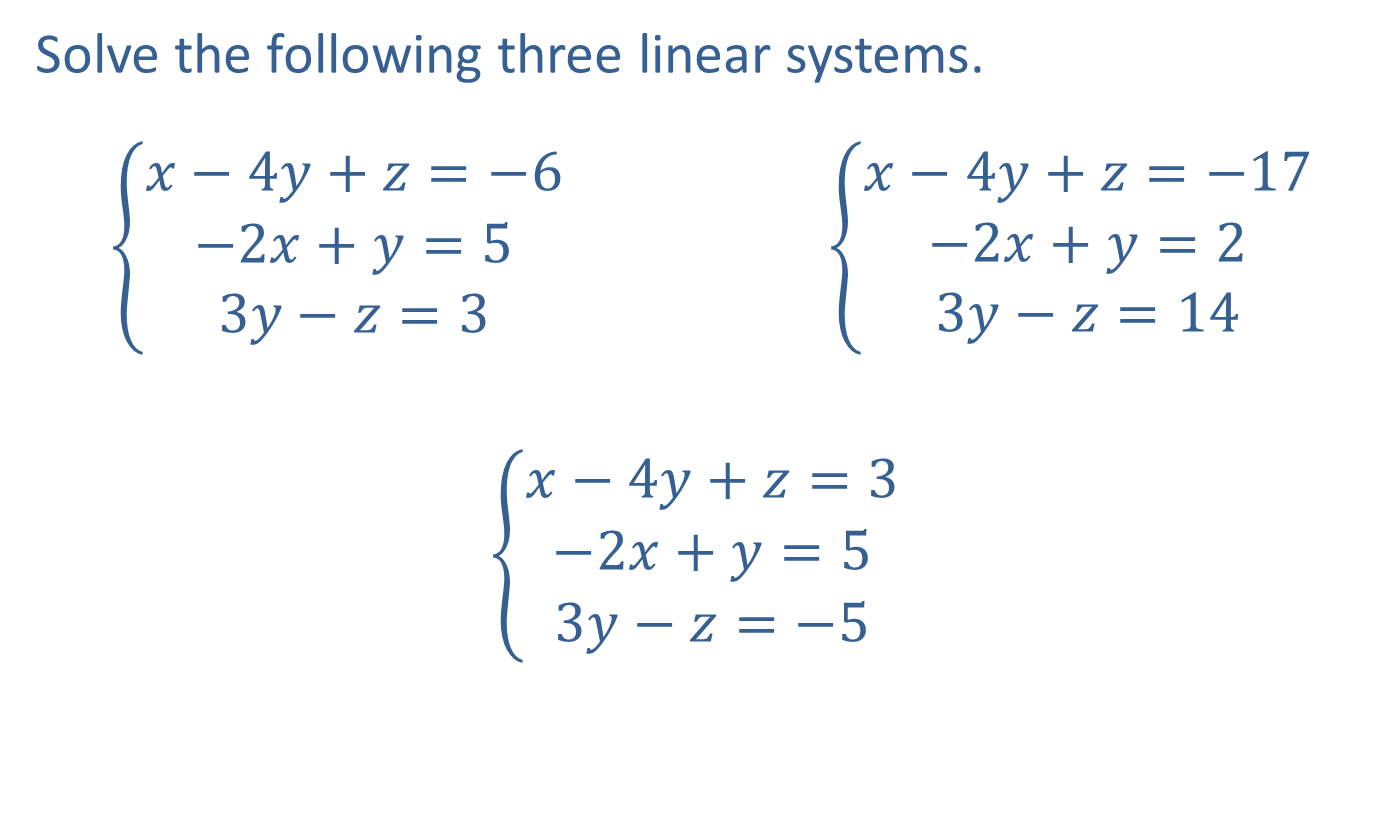 Solve the following three linear systems.
x − 4y + z = −6
−2x + y = 5
3y − z = 3
x − 4y + z = −17
−2x + y = 2
3y − z = 14
x − 4y + z = 3
−2x + y = 5
3y − z = −5